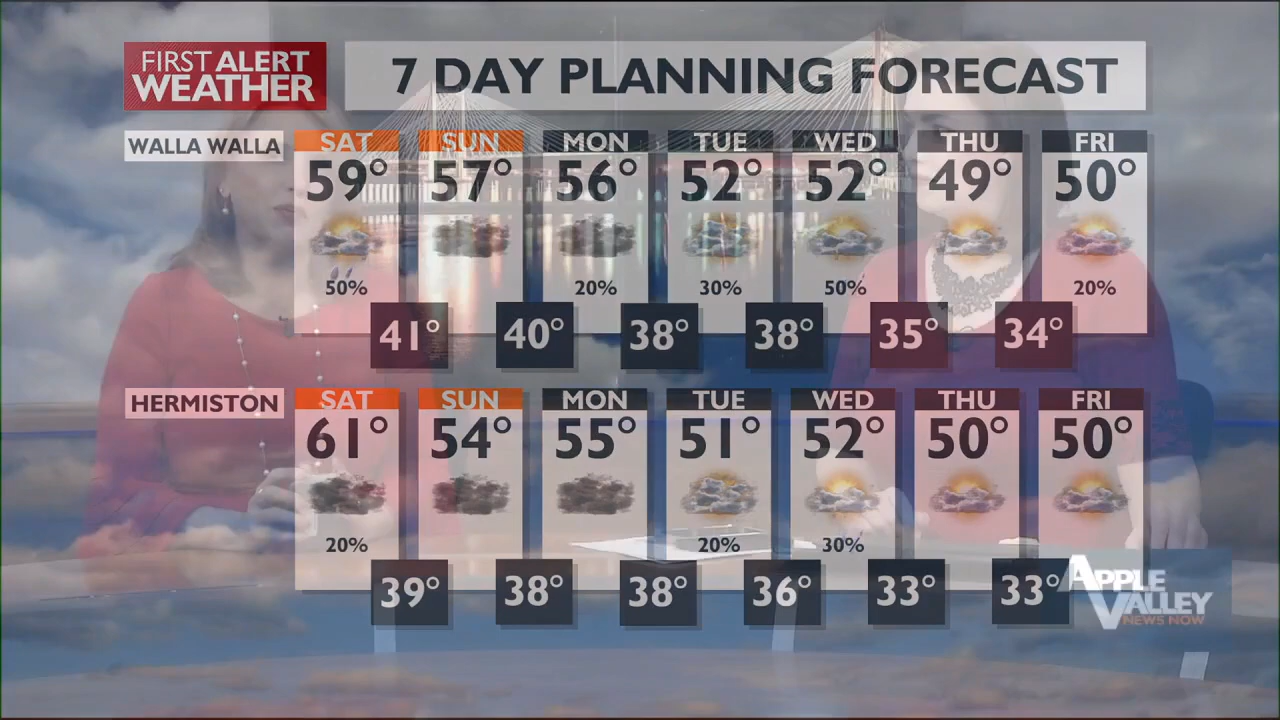 FIRST ALERT
WEATHER
7 DAY PLANNING FORECAST
WALLA WALLA
SAT SUN MON TUE WED THU FRI
59° 57° 56° 52° 52° 49° 50°
50% 20% 30% 50% 20%
41° 40° 38° 38° 35° 34°
HERMISTON
SAT SUN MON TUE WED THU FRI
61° 54° 55° 51° 52° 50° 50°
20% 20% 30%
39° 38° 38° 36° 33° 33°
APPLE
VALLEY
NEWS NOW